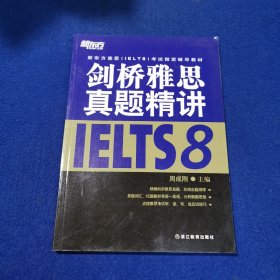 新东方
新东方雅思(IELTS)考试指定辅导教材
剑桥雅思
真题精讲
IELTS 8
周成刚 ● 主编
浙江教育出版社